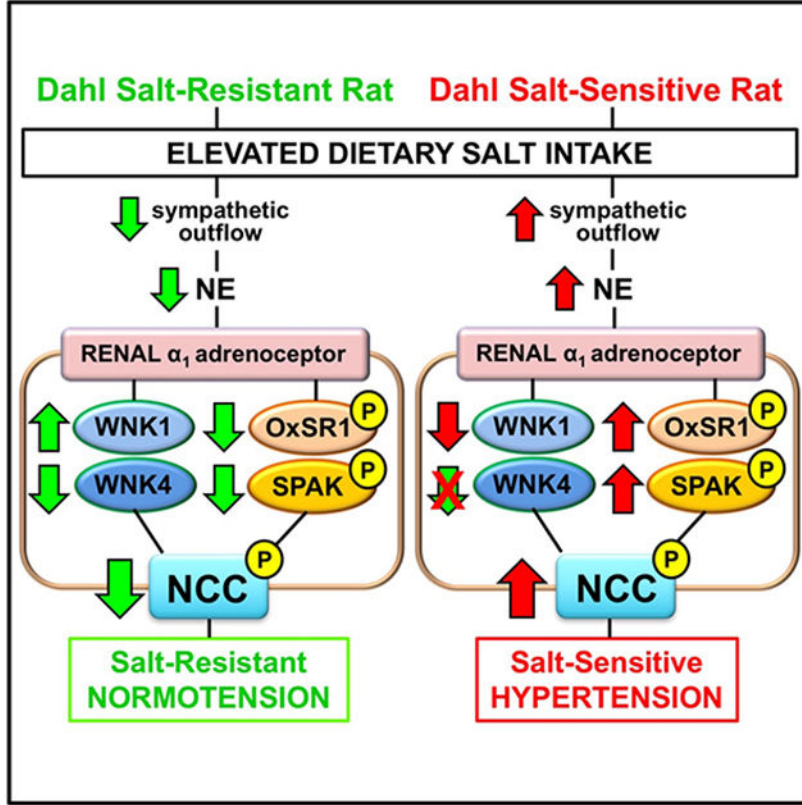 Dahl Salt-Resistant Rat
Dahl Salt-Sensitive Rat
ELEVATED DIETARY SALT INTAKE
sympathetic
outflow
NE
RENAL α₁ adrenoceptor
WNK1
OxSR1
P
WNK4
SPAK
P
P
NCC
Salt-Resistant
NORMOTENSION
sympathetic
outflow
NE
RENAL α₁ adrenoceptor
WNK1
OxSR1
P
X
WNK4
SPAK
P
P
NCC
Salt-Sensitive
HYPERTENSION